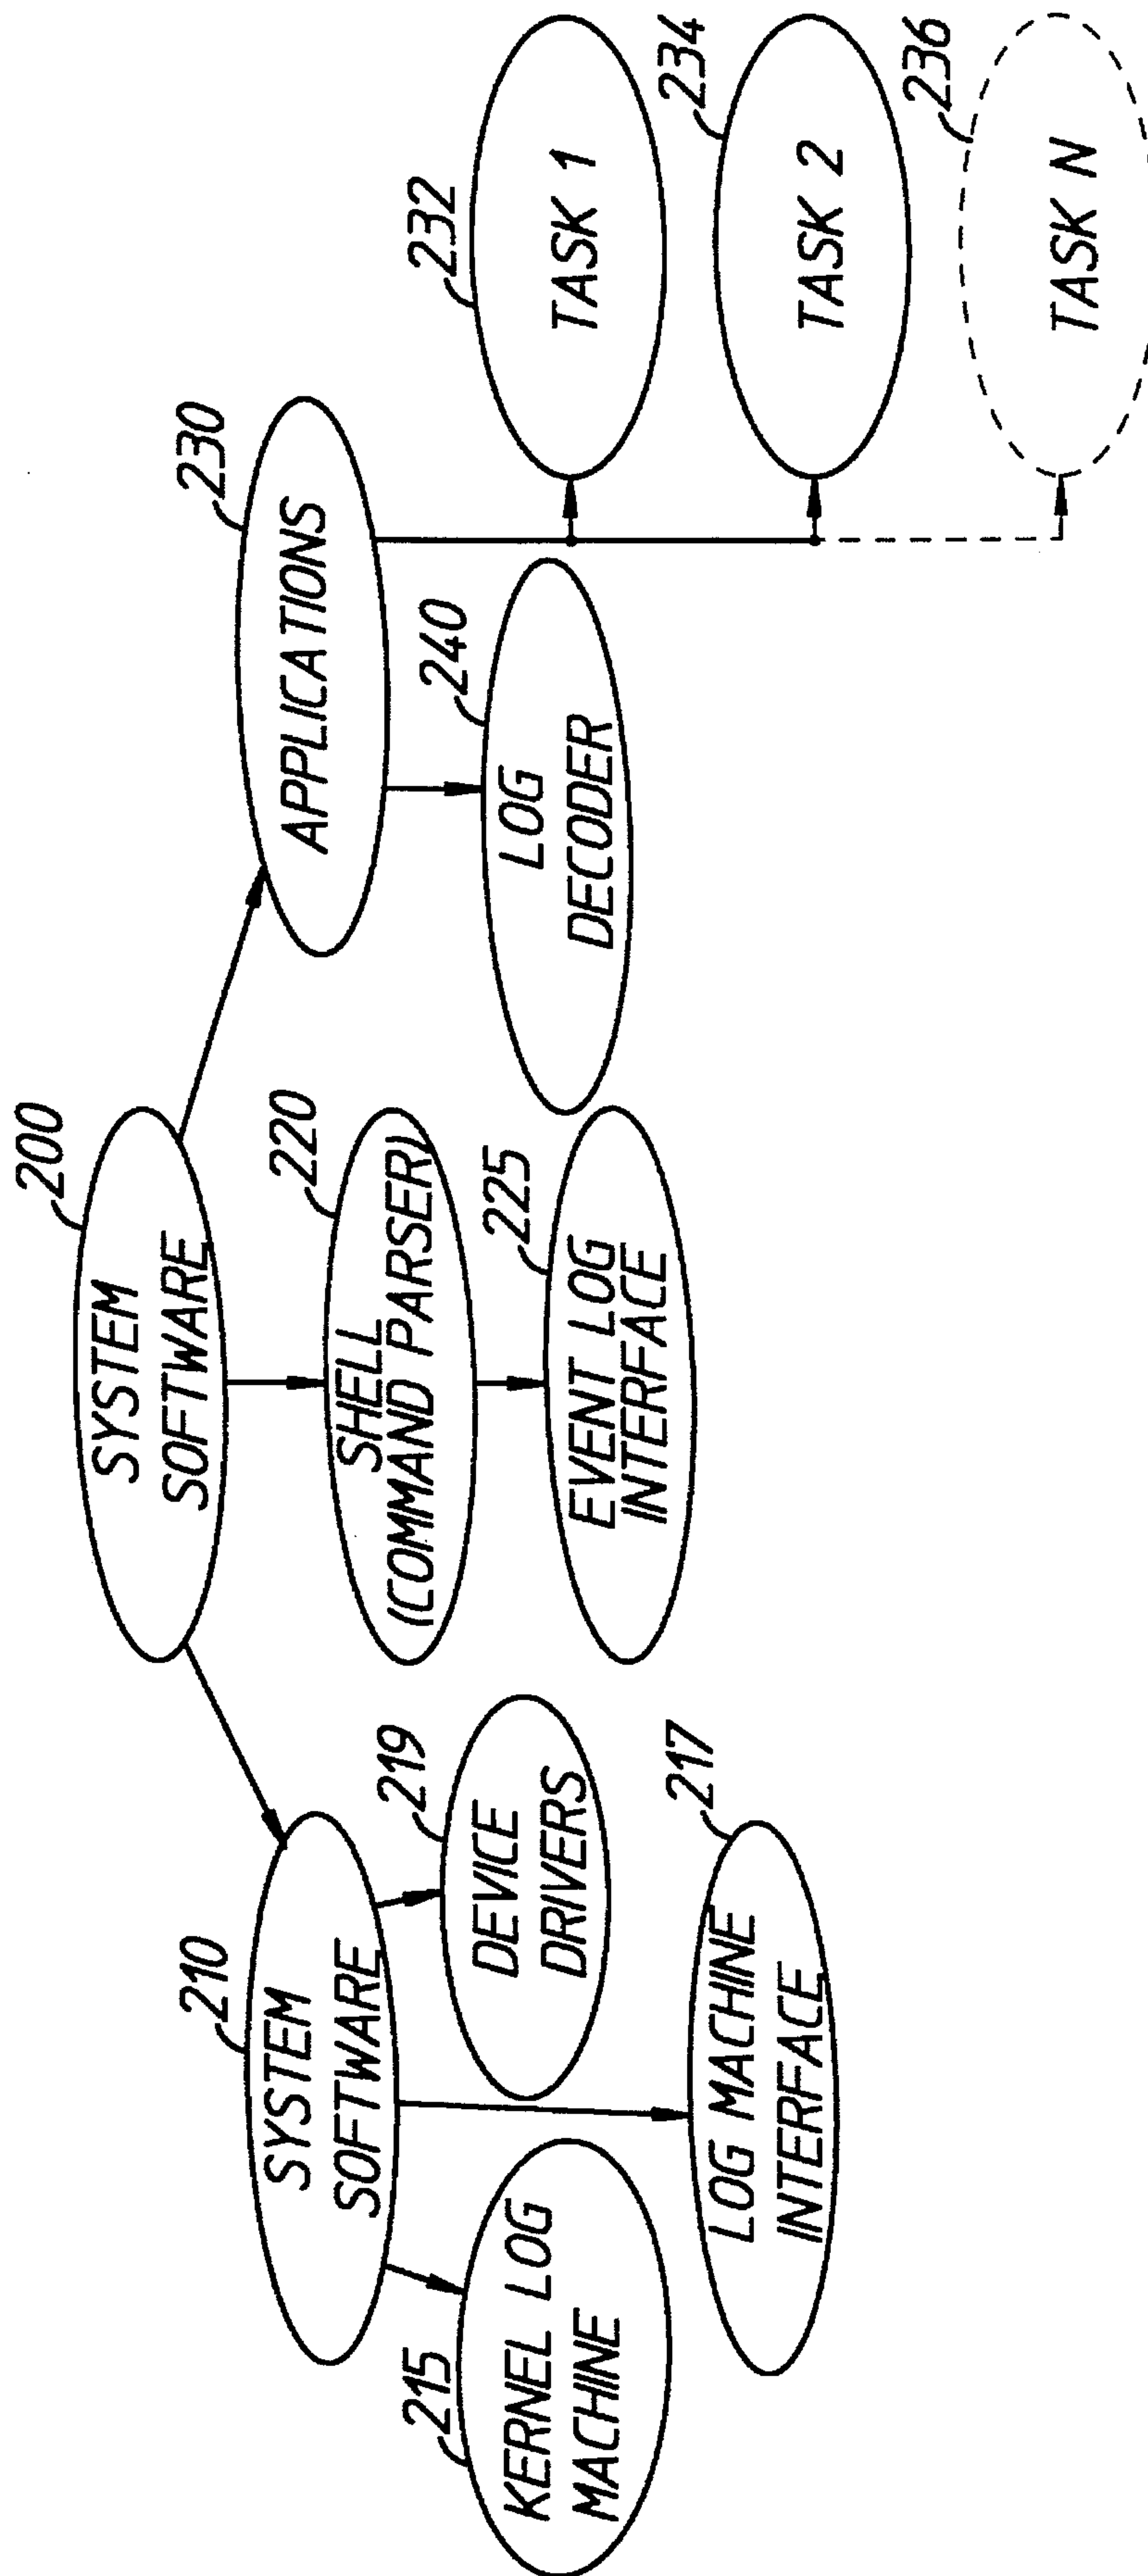 200
SYSTEM
SOFTWARE
210
SYSTEM
SOFTWARE
220
SHELL
(COMMAND PARSER)
230
APPLICATIONS
215
KERNEL LOG
MACHINE
219
DEVICE
DRIVERS
217
LOG MACHINE
INTERFACE
225
EVENT LOG
INTERFACE
240
LOG
DECODER
232
TASK 1
234
TASK 2
236
TASK N